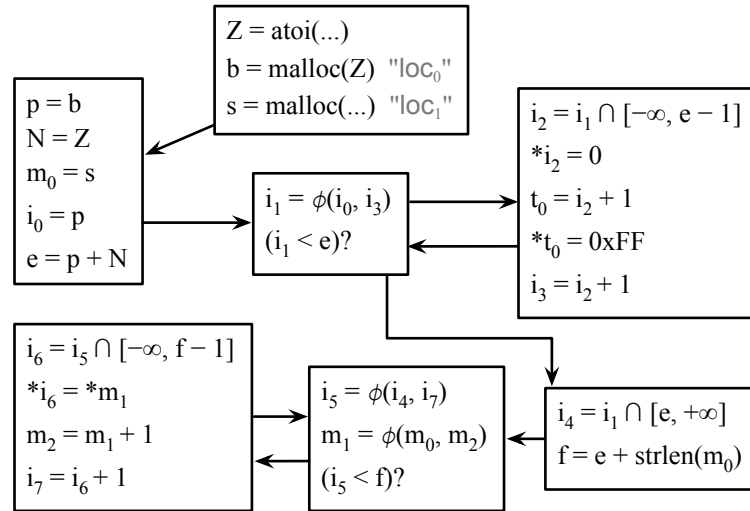 Z = atoi(...)
b = malloc(Z) "loc₀"
s = malloc(...) "loc₁"
p = b
N = Z
m₀ = s
i₀ = p
e = p + N
i₁ = ϕ(i₀, i₃)
(i₁ < e)?
i₂ = i₁ ∩ [−∞, e − 1]
*i₂ = 0
t₀ = i₂ + 1
*t₀ = 0xFF
i₃ = i₂ + 1
i₄ = i₁ ∩ [e, +∞]
f = e + strlen(m₀)
i₅ = ϕ(i₄, i₇)
m₁ = ϕ(m₀, m₂)
(i₅ < f)?
i₆ = i₅ ∩ [−∞, f − 1]
*i₆ = *m₁
m₂ = m₁ + 1
i₇ = i₆ + 1